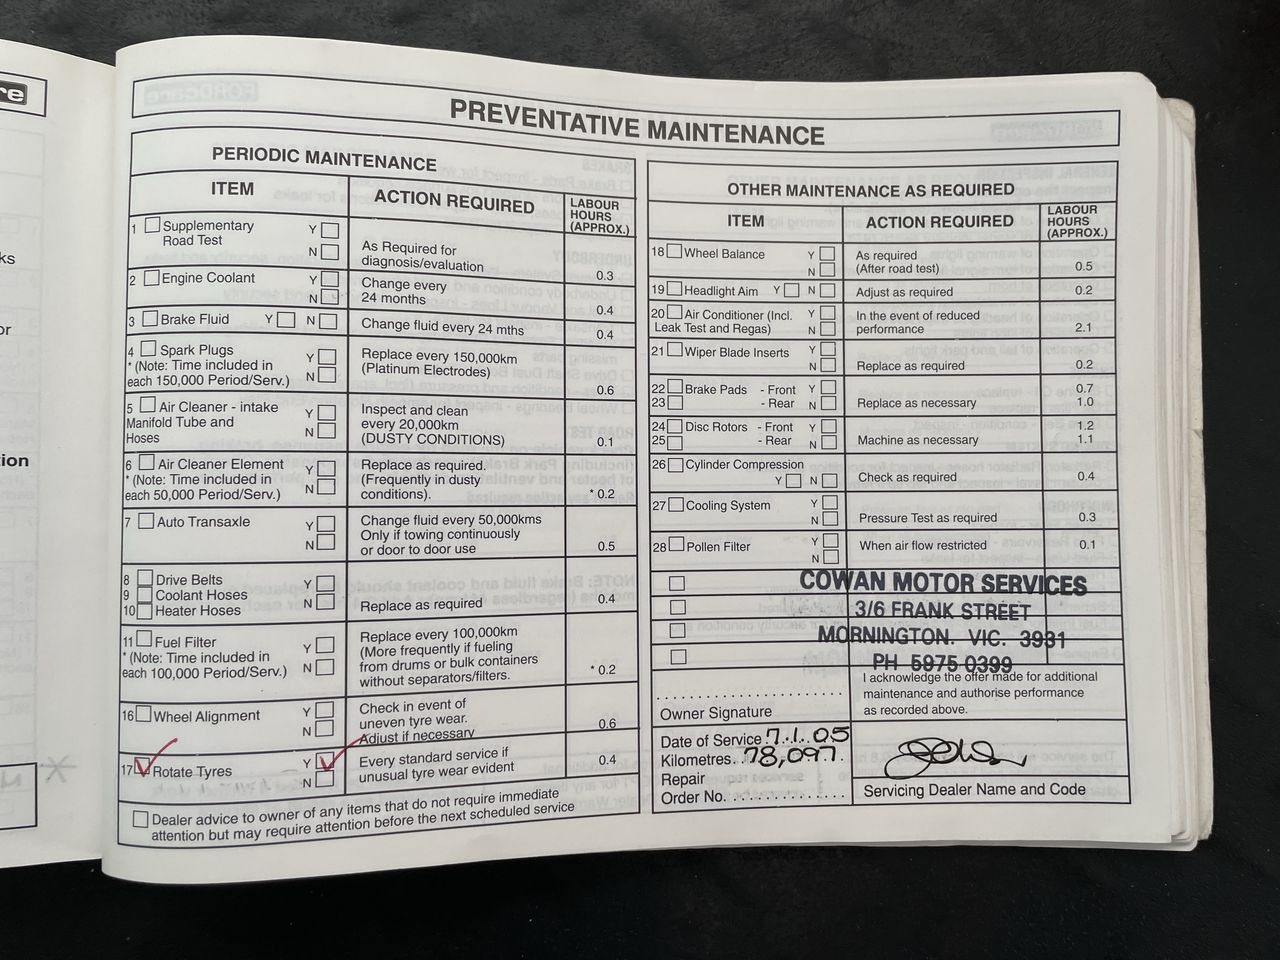 re
ks
or
tion
PREVENTATIVE MAINTENANCE
PERIODIC MAINTENANCE
ITEM
ACTION REQUIRED
LABOUR
HOURS
(APPROX.)
1 Supplementary Y
Road Test N
As Required for
diagnosis/evaluation
0.3
2 Engine Coolant Y
N
Change every
24 months
0.4
3 Brake Fluid Y N
Change fluid every 24 mths
0.4
4 Spark Plugs Y
* (Note: Time included in N
each 150,000 Period/Serv.)
Replace every 150,000km
(Platinum Electrodes)
0.6
5 Air Cleaner - intake Y
Manifold Tube and N
Hoses
Inspect and clean
every 20,000km
(DUSTY CONDITIONS)
0.1
6 Air Cleaner Element Y
* (Note: Time included in N
each 50,000 Period/Serv.)
Replace as required.
(Frequently in dusty
conditions).
* 0.2
7 Auto Transaxle Y
N
Change fluid every 50,000kms
Only if towing continuously
or door to door use
0.5
8 Drive Belts Y
9 Coolant Hoses
10 Heater Hoses N
Replace as required
0.4
11 Fuel Filter Y
* (Note: Time included in N
each 100,000 Period/Serv.)
Replace every 100,000km
(More frequently if fueling
from drums or bulk containers
without separators/filters.
* 0.2
16 Wheel Alignment Y
N
Check in event of
uneven tyre wear.
Adjust if necessary
0.6
17 Rotate Tyres Y
N
Every standard service if
unusual tyre wear evident
0.4
Dealer advice to owner of any items that do not require immediate
attention but may require attention before the next scheduled service
OTHER MAINTENANCE AS REQUIRED
ITEM
ACTION REQUIRED
LABOUR
HOURS
(APPROX.)
18 Wheel Balance Y
N
As required
(After road test)
0.5
19 Headlight Aim Y N
Adjust as required
0.2
20 Air Conditioner (Incl. Y
Leak Test and Regas) N
In the event of reduced
performance
2.1
21 Wiper Blade Inserts Y
N
Replace as required
0.2
22 Brake Pads - Front Y
23 - Rear N
Replace as necessary
0.7
1.0
24 Disc Rotors - Front Y
25 - Rear N
Machine as necessary
1.2
1.1
26 Cylinder Compression
Y N
Check as required
0.4
27 Cooling System Y
N
Pressure Test as required
0.3
28 Pollen Filter Y
N
When air flow restricted
0.1
COWAN MOTOR SERVICES
3/6 FRANK STREET
MORNINGTON. VIC. 3931
PH 5975 0399
I acknowledge the offer made for additional
maintenance and authorise performance
as recorded above.
Owner Signature
Date of Service 7.1.05
Kilometres 78,097
Repair
Order No.
Servicing Dealer Name and Code